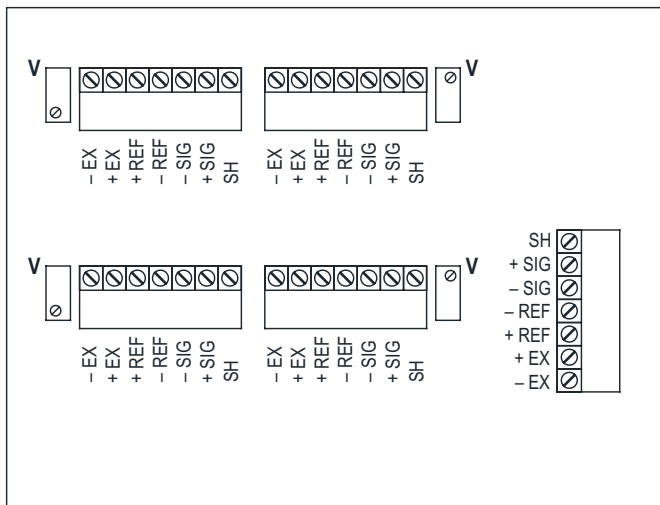 V
V
– EX
+ EX
+ REF
– REF
– SIG
+ SIG
SH
– EX
+ EX
+ REF
– REF
– SIG
+ SIG
SH
V
V
– EX
+ EX
+ REF
– REF
– SIG
+ SIG
SH
– EX
+ EX
+ REF
– REF
– SIG
+ SIG
SH
SH
+ SIG
– SIG
– REF
+ REF
+ EX
– EX